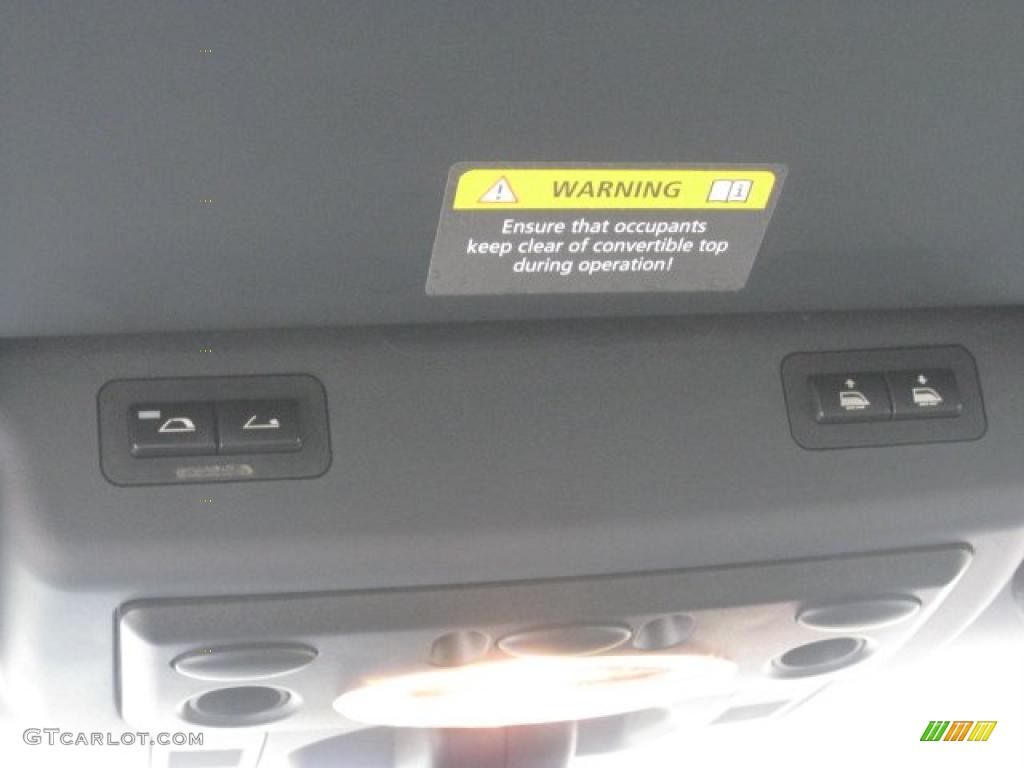 WARNING
Ensure that occupants
keep clear of convertible top
during operation!
GTCARLOT.COM